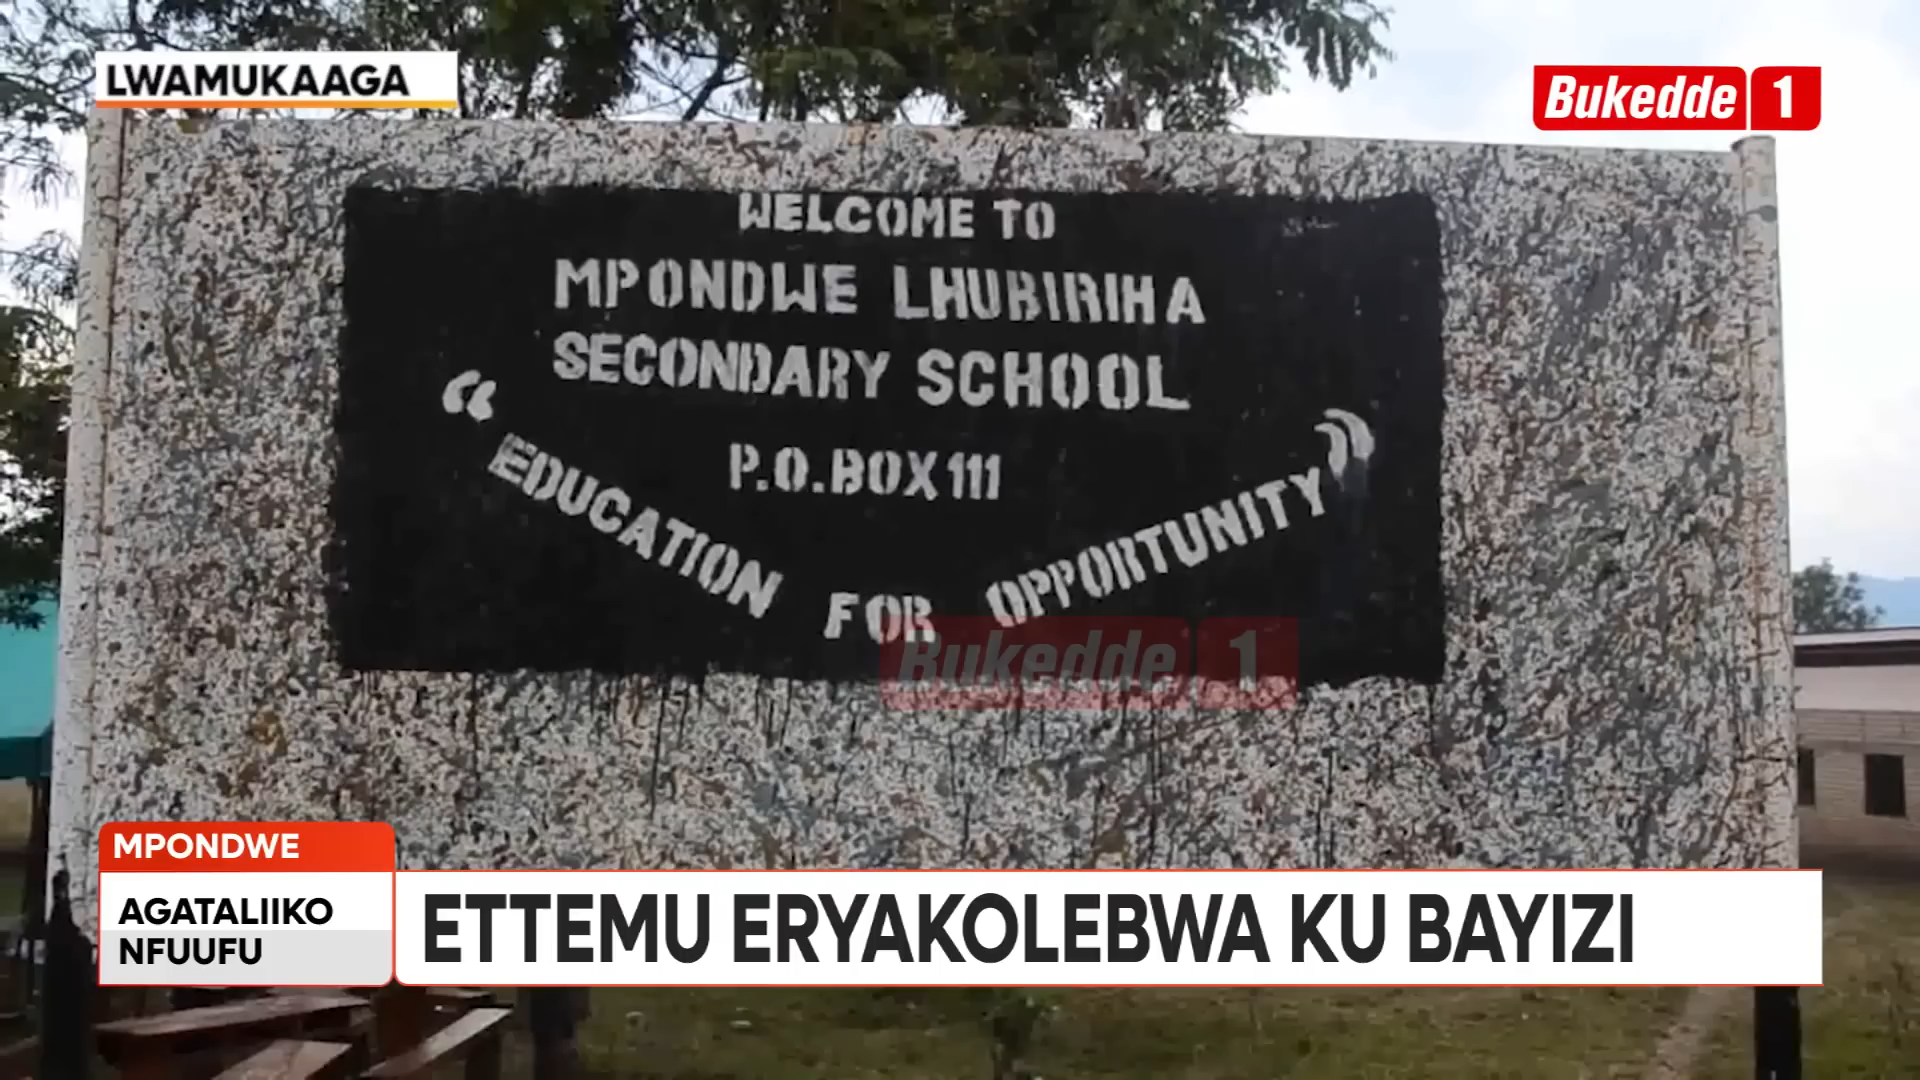 LWAMUKAAGA
Bukedde 1
WELCOME TO
MPONDWE LHUBIRIHA
SECONDARY SCHOOL
P.O.BOX 111
“EDUCATION FOR OPPORTUNITY”
Bukedde 1
MPONDWE
AGATALIIKO
NFUUFU
ETTEMU ERYAKOLEBWA KU BAYIZI